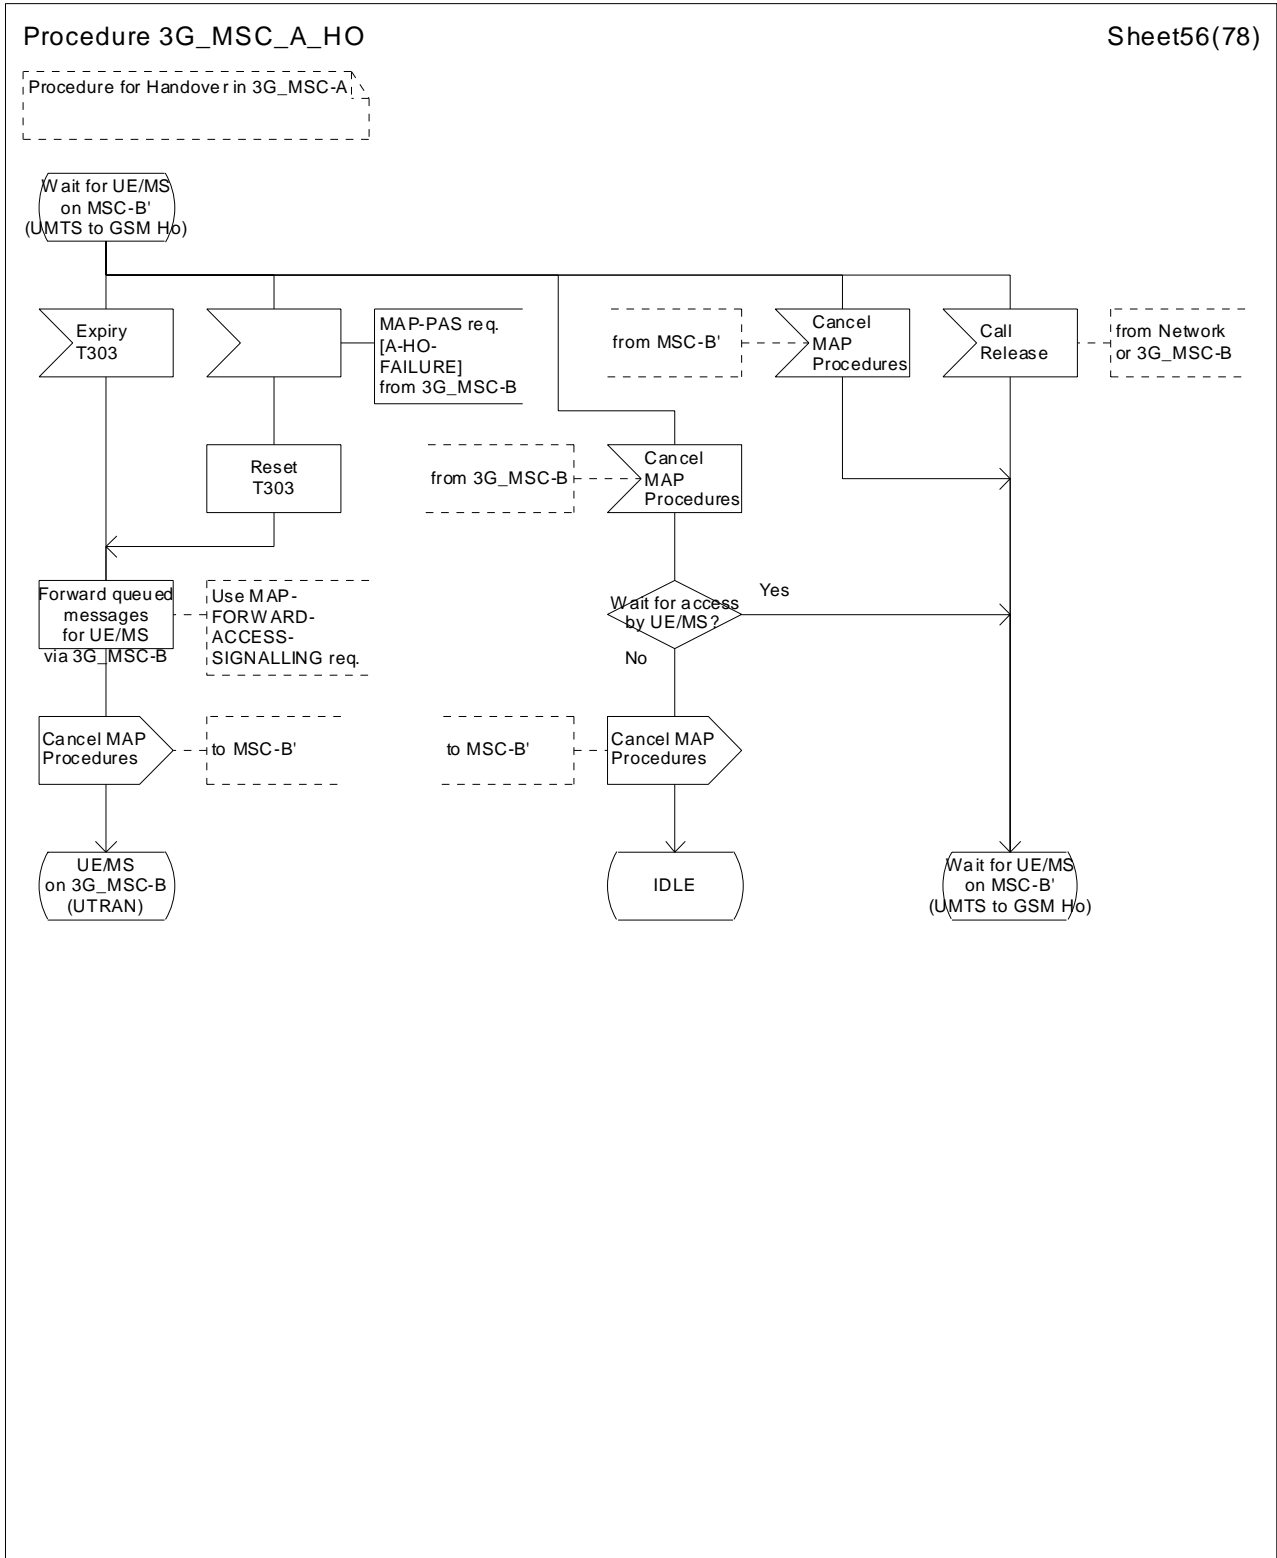 Procedure 3G_MSC_A_HO
Sheet56(78)
Procedure for Handover in 3G_MSC-A
Wait for UE/MS
on MSC-B'
(UMTS to GSM Ho)
Expiry
T303
MAP-PAS req.
[A-HO-
FAILURE]
from 3G_MSC-B
from MSC-B'
Cancel
MAP
Procedures
Call
Release
from Network
or 3G_MSC-B
Reset
T303
from 3G_MSC-B
Cancel
MAP
Procedures
Forward queued
messages
for UE/MS
via 3G_MSC-B
Use MAP-
FORWARD-
ACCESS-
SIGNALLING req.
Wait for access
by UE/MS?
Yes
No
Cancel MAP
Procedures
to MSC-B'
to MSC-B'
Cancel MAP
Procedures
UE/MS
on 3G_MSC-B
(UTRAN)
IDLE
Wait for UE/MS
on MSC-B'
(UMTS to GSM Ho)